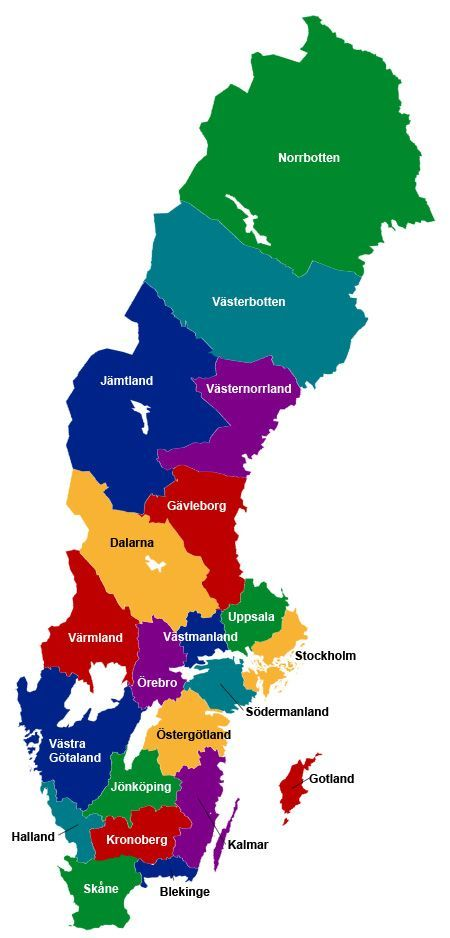 Norrbotten
Västerbotten
Jämtland
Västernorrland
Gävleborg
Dalarna
Uppsala
Värmland
Västmanland
Stockholm
Örebro
Södermanland
Östergötland
Västra
Götaland
Gotland
Jönköping
Halland
Kronoberg
Kalmar
Skåne
Blekinge